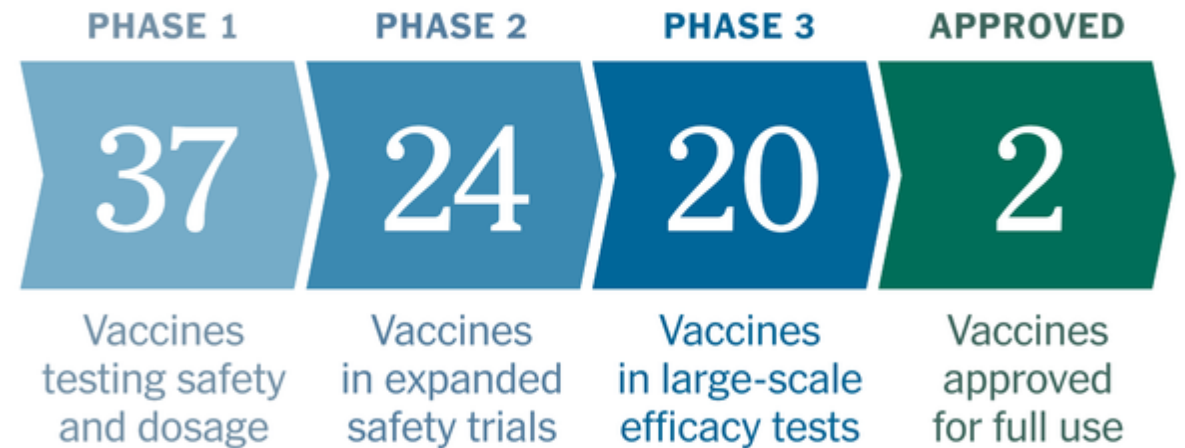 PHASE 1
PHASE 2
PHASE 3
APPROVED
37
24
20
2
Vaccines
testing safety
and dosage
Vaccines
in expanded
safety trials
Vaccines
in large-scale
efficacy tests
Vaccines
approved
for full use